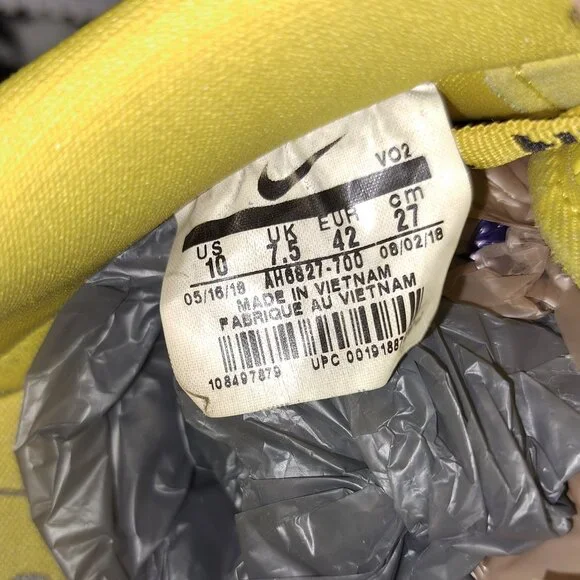 VO2
US UK EUR cm
10 7.5 42 27
05/16/18 AH6827-700 08/02/18
MADE IN VIETNAM
FABRIQUE AU VIETNAM
108497879 UPC 00191887